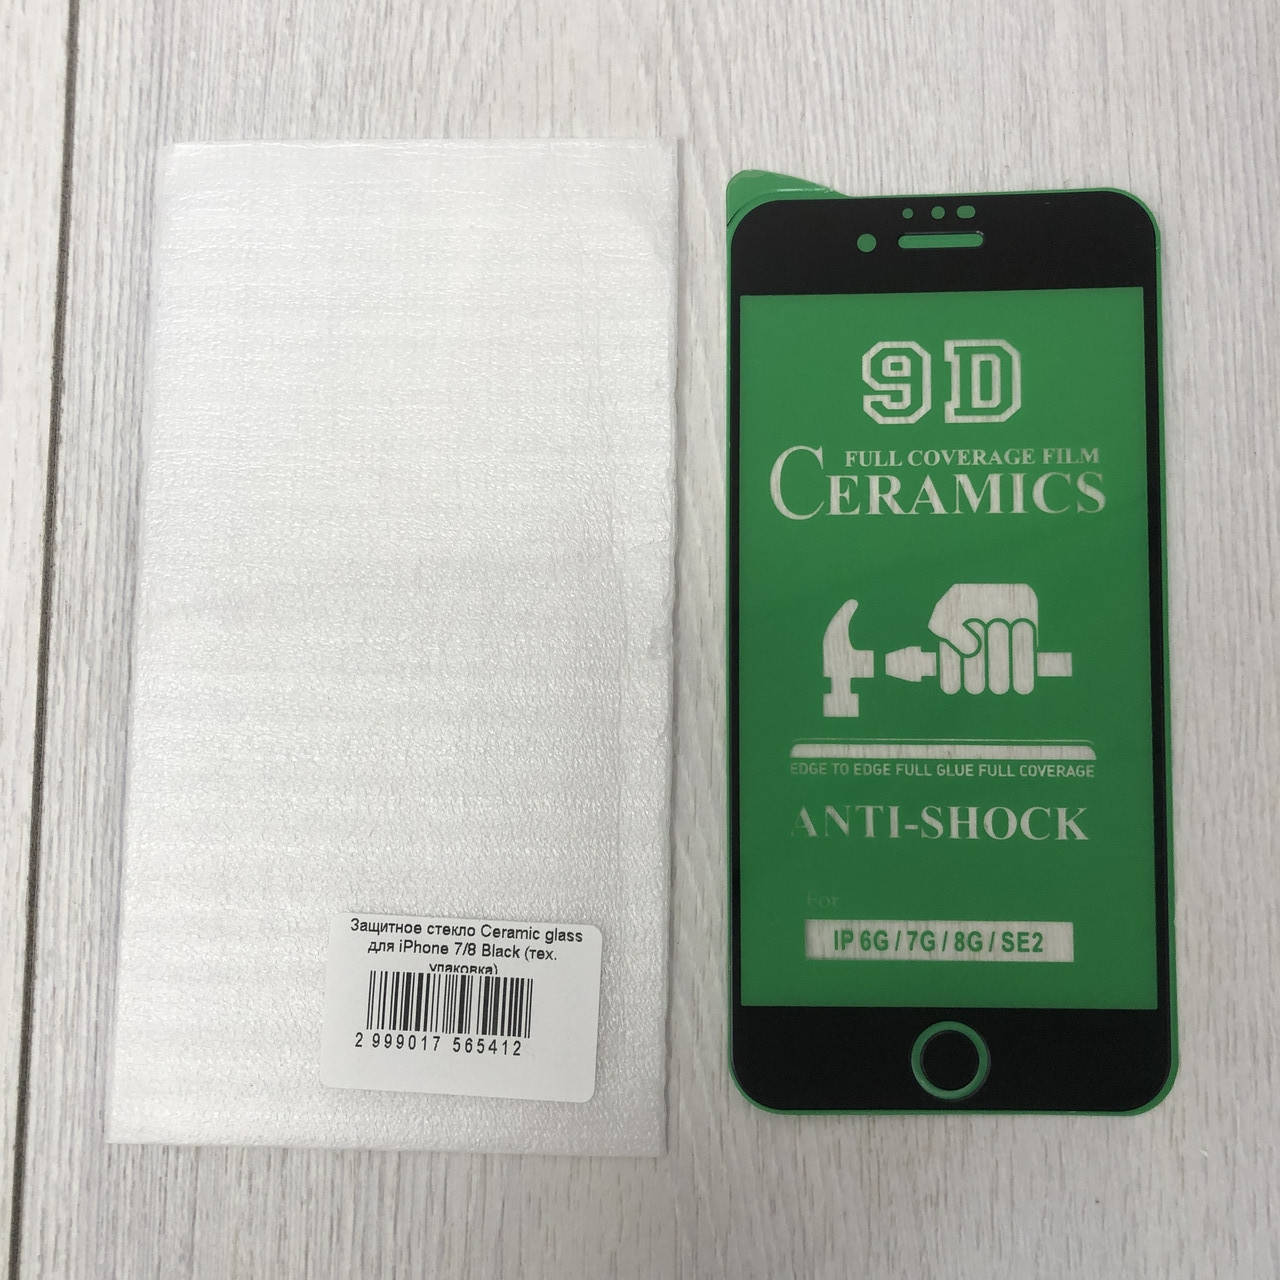 Защитное стекло Ceramic glass
для iPhone 7/8 Black (тех.
упаковка)
2 999017 565412
9D
FULL COVERAGE FILM
CERAMICS
EDGE TO EDGE FULL GLUE FULL COVERAGE
ANTI-SHOCK
For
IP 6G / 7G / 8G / SE2